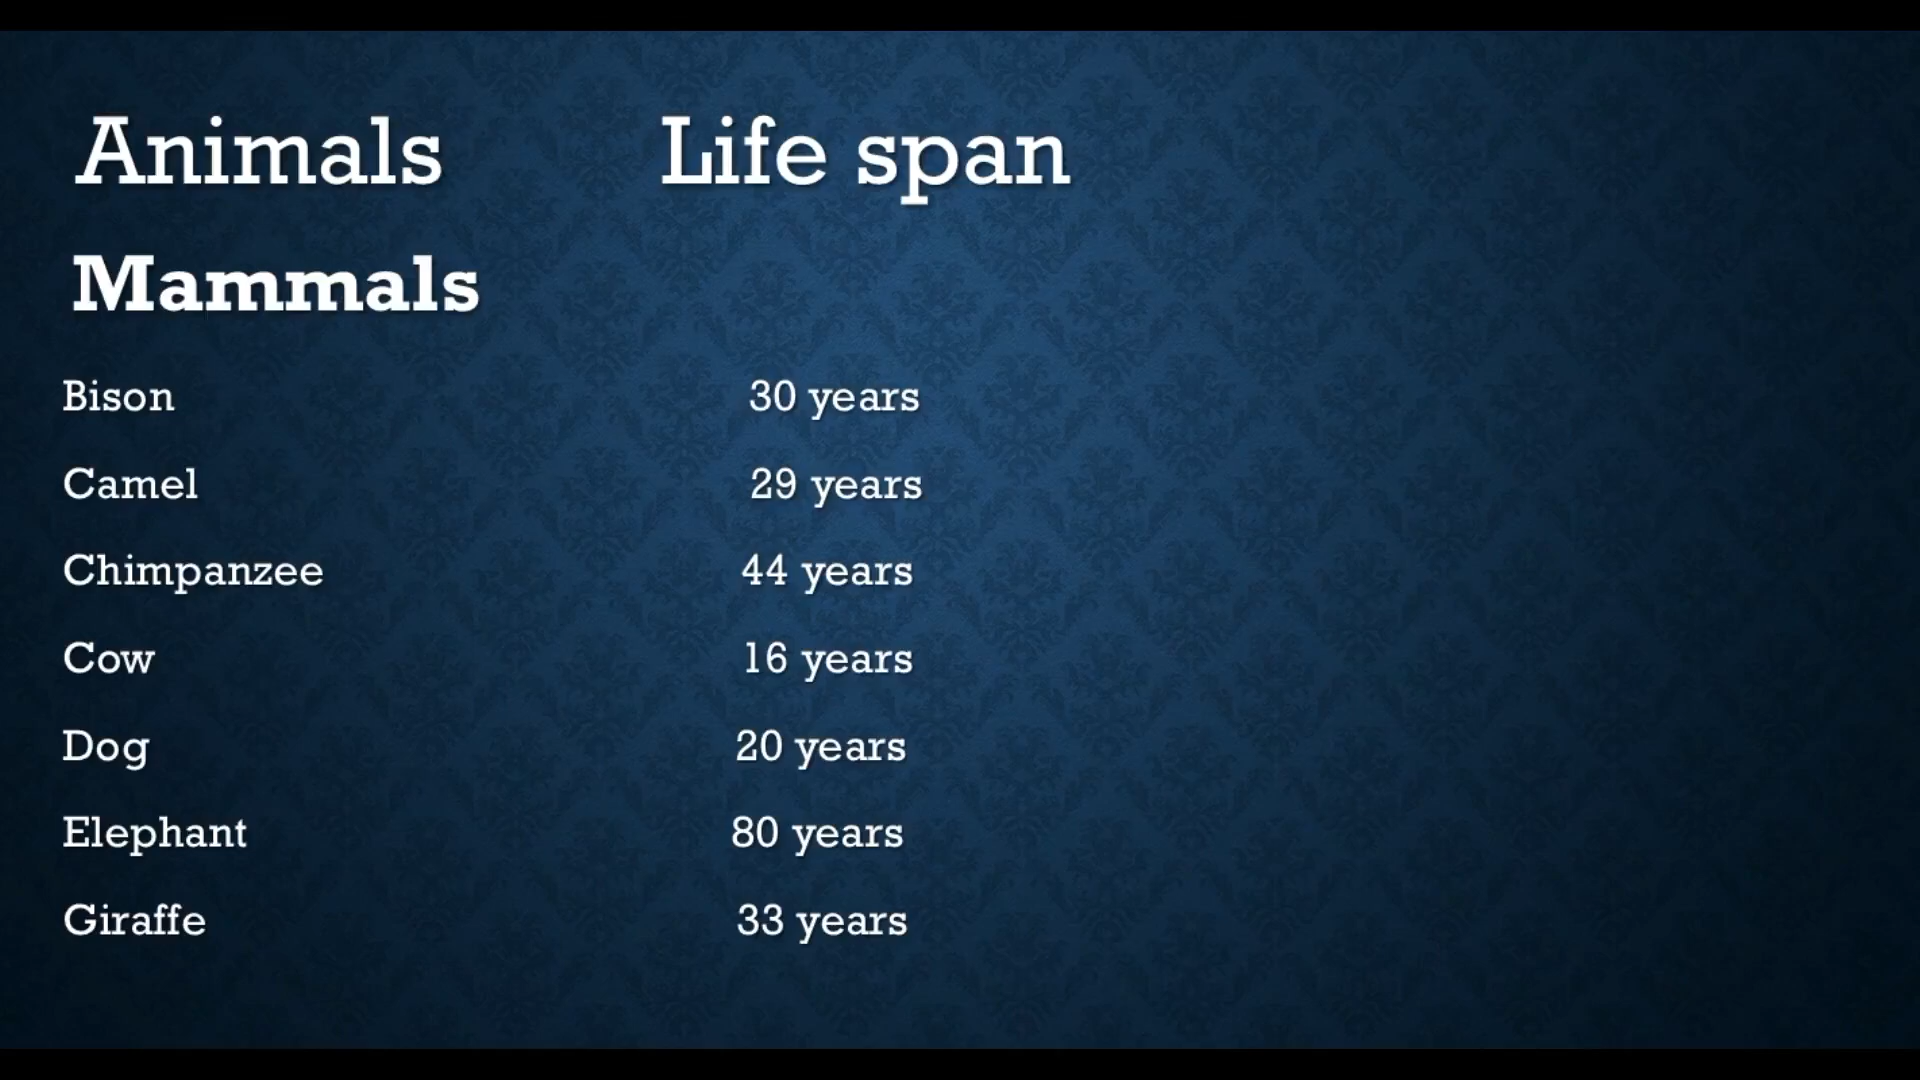 Animals Life span
Mammals
Bison 30 years
Camel 29 years
Chimpanzee 44 years
Cow 16 years
Dog 20 years
Elephant 80 years
Giraffe 33 years